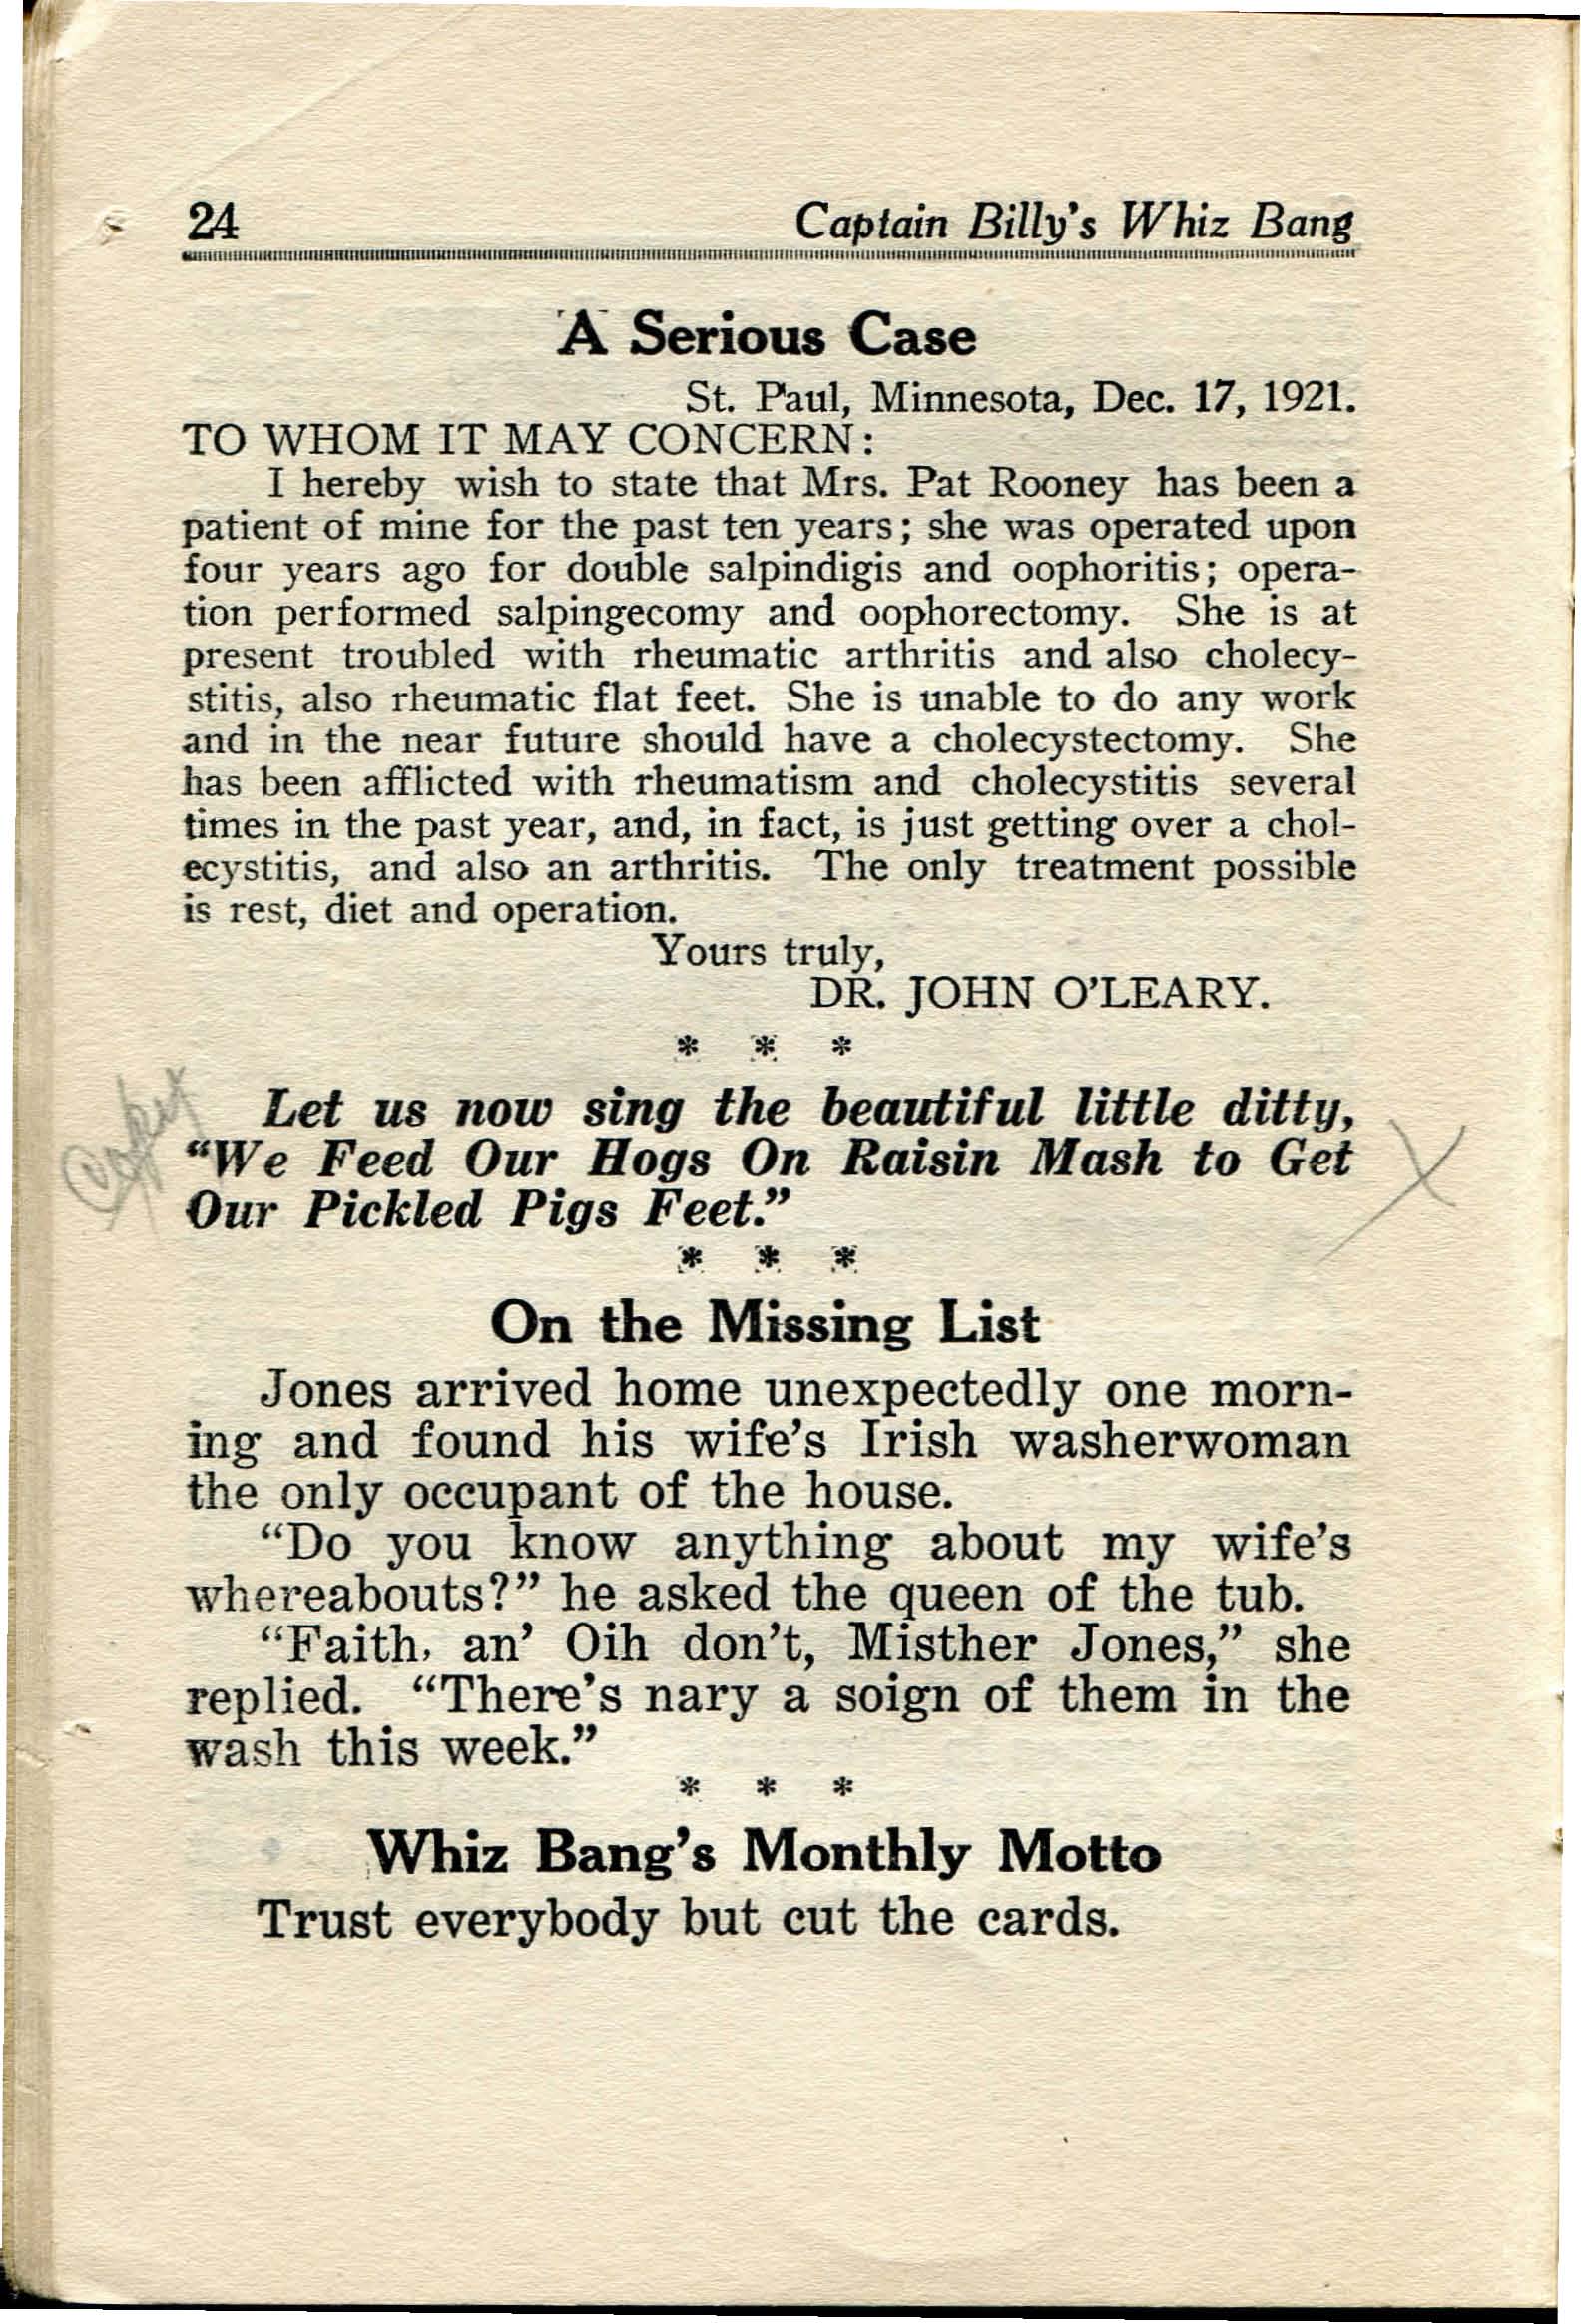 24 Captain Billy's Whiz Bang
A Serious Case
St. Paul, Minnesota, Dec. 17, 1921.
TO WHOM IT MAY CONCERN:
I hereby wish to state that Mrs. Pat Rooney has been a
patient of mine for the past ten years; she was operated upon
four years ago for double salpindigis and oophoritis; opera-
tion performed salpingecomy and oophorectomy. She is at
present troubled with rheumatic arthritis and also cholecy-
stitis, also rheumatic flat feet. She is unable to do any work
and in the near future should have a cholecystectomy. She
has been afflicted with rheumatism and cholecystitis several
times in the past year, and, in fact, is just getting over a chol-
ecystitis, and also an arthritis. The only treatment possible
is rest, diet and operation.
Yours truly,
DR. JOHN O'LEARY.
* * *
Let us now sing the beautiful little ditty,
“We Feed Our Hogs On Raisin Mash to Get
Our Pickled Pigs Feet.”
* * *
On the Missing List
Jones arrived home unexpectedly one morn-
ing and found his wife's Irish washerwoman
the only occupant of the house.
“Do you know anything about my wife's
whereabouts?” he asked the queen of the tub.
“Faith, an' Oih don't, Misther Jones,” she
replied. “There's nary a soign of them in the
wash this week.”
* * *
Whiz Bang's Monthly Motto
Trust everybody but cut the cards.